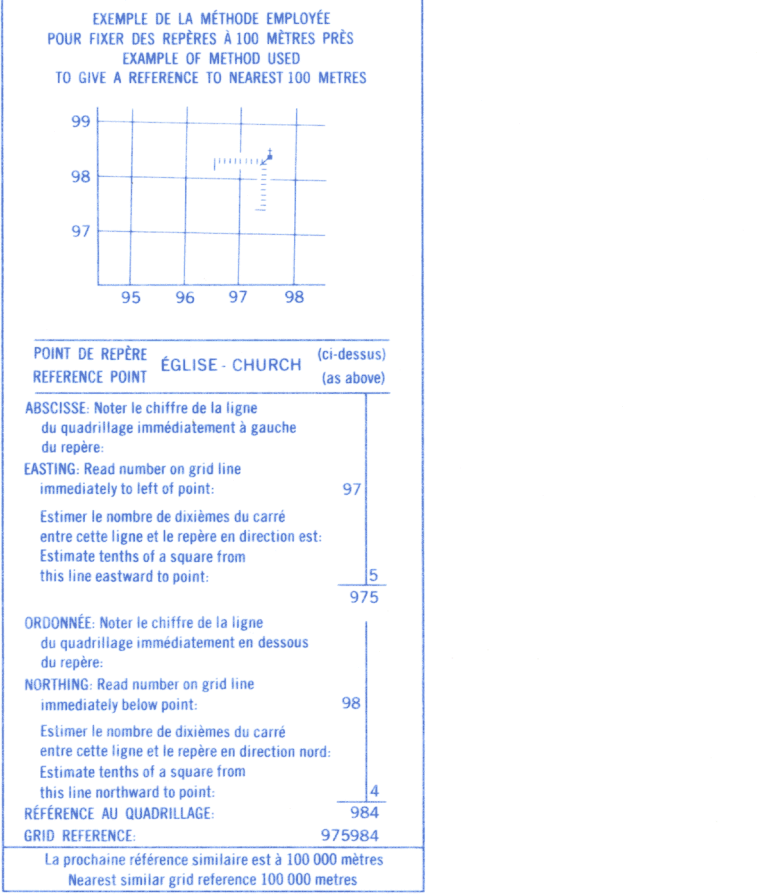 EXEMPLE DE LA MÉTHODE EMPLOYÉE
POUR FIXER DES REPÈRES À 100 MÈTRES PRÈS
EXAMPLE OF METHOD USED
TO GIVE A REFERENCE TO NEAREST 100 METRES
99
98
97
95 96 97 98
POINT DE REPÈRE ÉGLISE - CHURCH (ci-dessus)
REFERENCE POINT (as above)
ABSCISSE: Noter le chiffre de la ligne
du quadrillage immédiatement à gauche
du repère:
EASTING: Read number on grid line
immediately to left of point: 97
Estimer le nombre de dixièmes du carré
entre cette ligne et le repère en direction est:
Estimate tenths of a square from
this line eastward to point: 5
975
ORDONNÉE: Noter le chiffre de la ligne
du quadrillage immédiatement en dessous
du repère:
NORTHING: Read number on grid line
immediately below point: 98
Estimer le nombre de dixièmes du carré
entre cette ligne et le repère en direction nord:
Estimate tenths of a square from
this line northward to point: 4
RÉFÉRENCE AU QUADRILLAGE: 984
GRID REFERENCE: 975984
La prochaine référence similaire est à 100 000 mètres
Nearest similar grid reference 100 000 metres